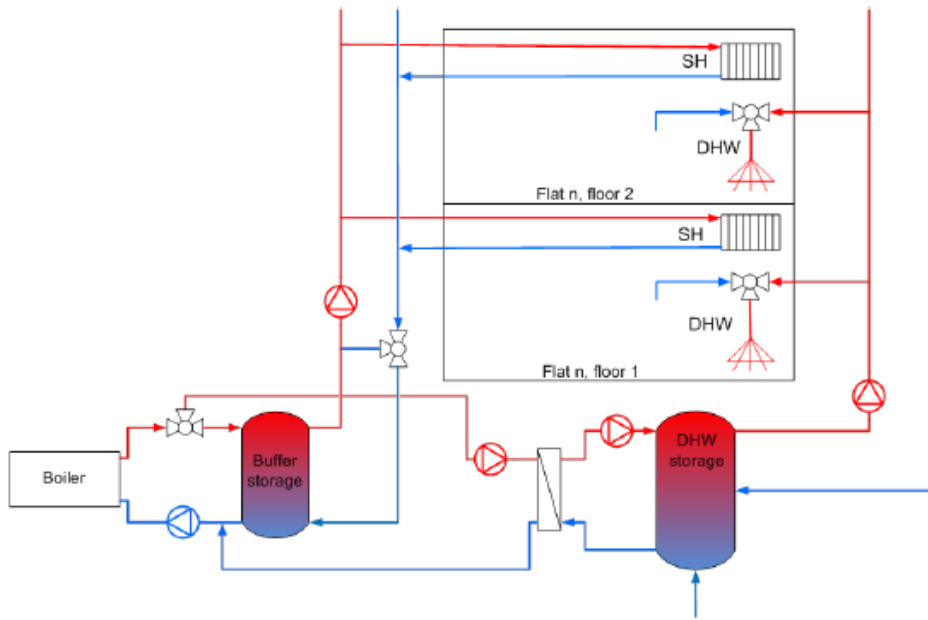 SH
DHW
Flat n, floor 2
SH
DHW
Flat n, floor 1
Boiler
Buffer
storage
DHW
storage